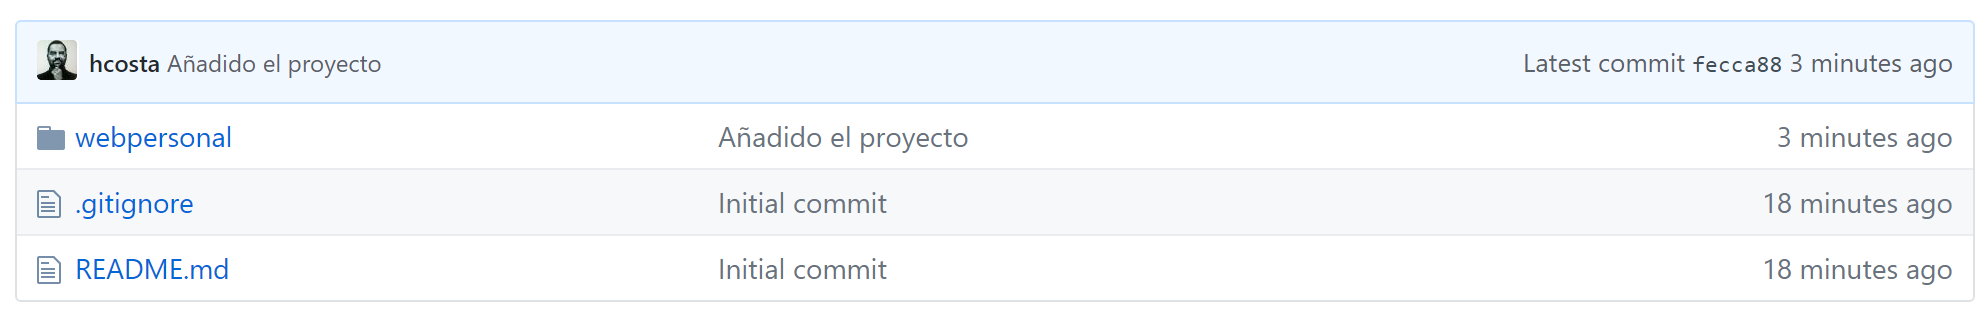 hcosta Añadido el proyecto Latest commit fecca88 3 minutes ago
webpersonal Añadido el proyecto 3 minutes ago
.gitignore Initial commit 18 minutes ago
README.md Initial commit 18 minutes ago